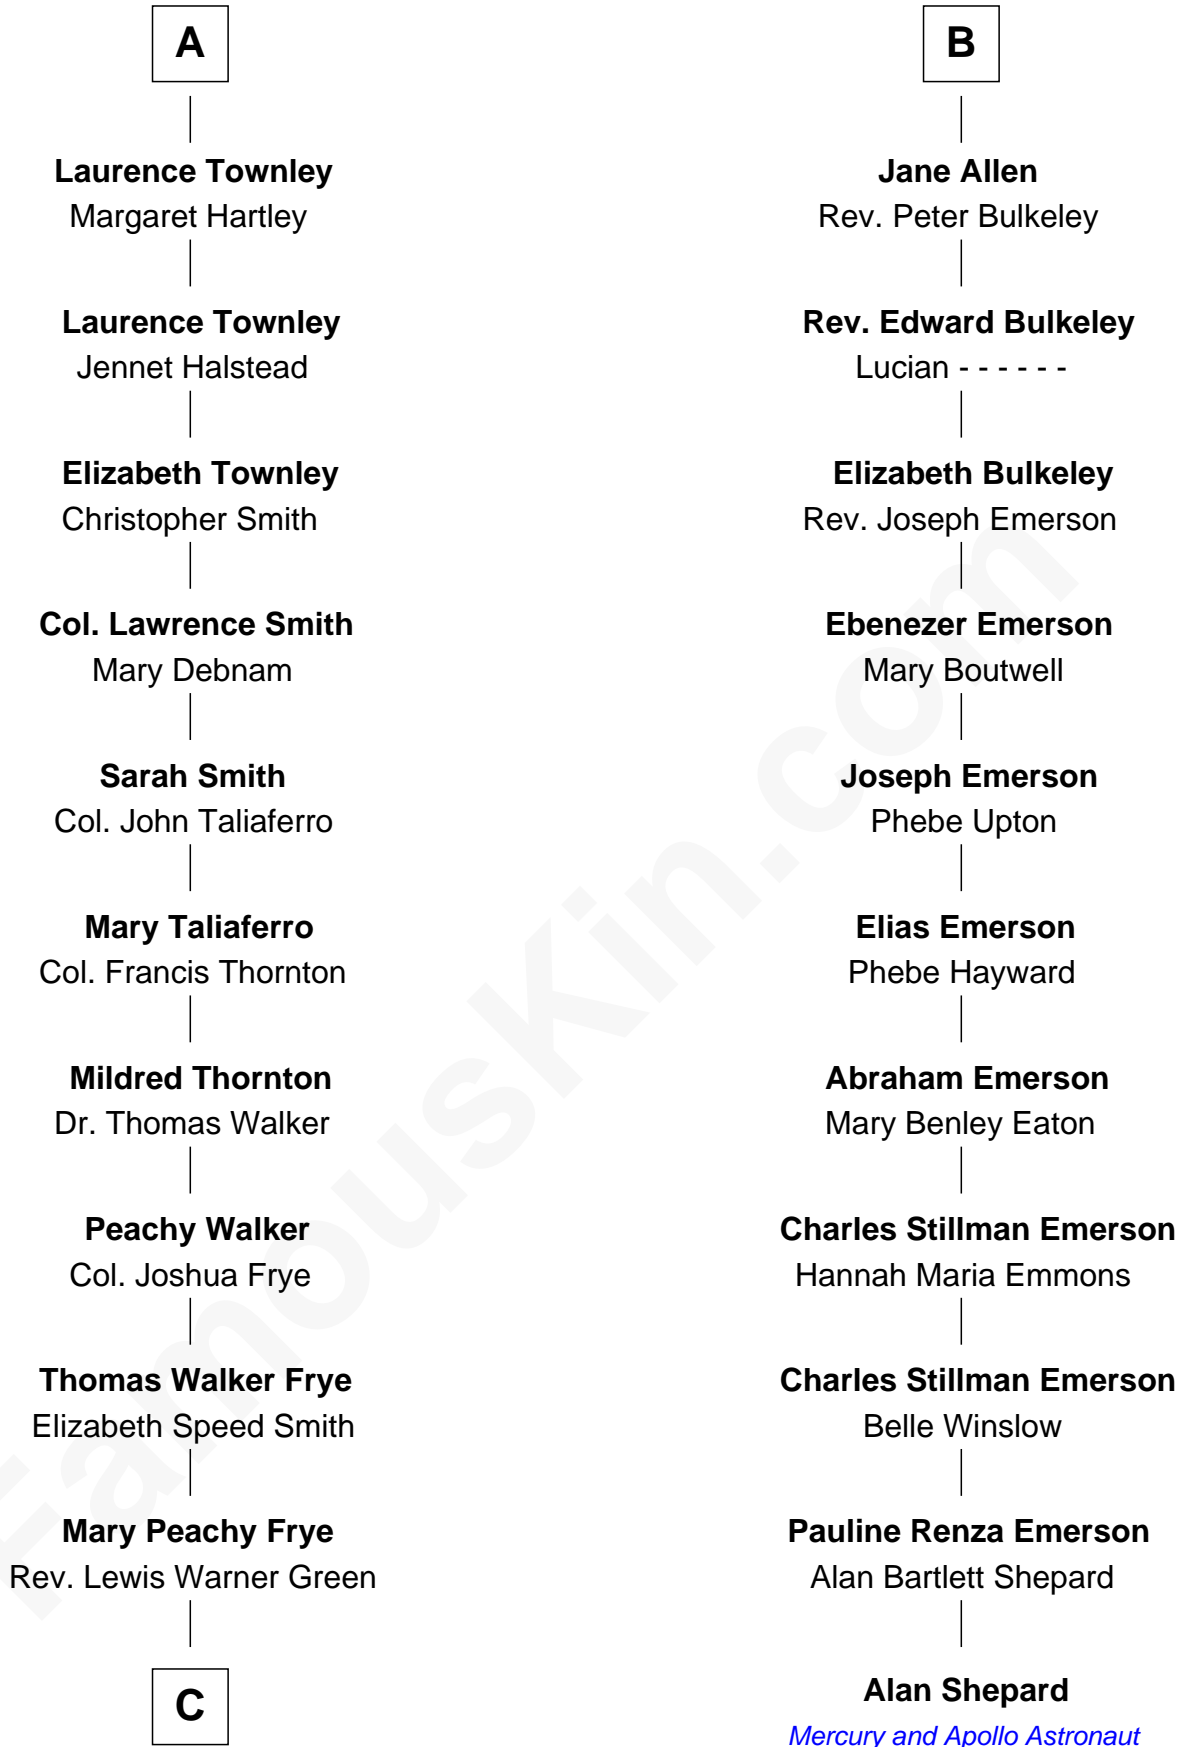 A
Laurence Townley
Margaret Hartley
Laurence Townley
Jennet Halstead
Elizabeth Townley
Christopher Smith
Col. Lawrence Smith
Mary Debnam
Sarah Smith
Col. John Taliaferro
Mary Taliaferro
Col. Francis Thornton
Mildred Thornton
Dr. Thomas Walker
Peachy Walker
Col. Joshua Frye
Thomas Walker Frye
Elizabeth Speed Smith
Mary Peachy Frye
Rev. Lewis Warner Green
C
B
Jane Allen
Rev. Peter Bulkeley
Rev. Edward Bulkeley
Lucian - - - - - -
Elizabeth Bulkeley
Rev. Joseph Emerson
Ebenezer Emerson
Mary Boutwell
Joseph Emerson
Phebe Upton
Elias Emerson
Phebe Hayward
Abraham Emerson
Mary Benley Eaton
Charles Stillman Emerson
Hannah Maria Emmons
Charles Stillman Emerson
Belle Winslow
Pauline Renza Emerson
Alan Bartlett Shepard
Alan Shepard
Mercury and Apollo Astronaut
FamousKin.com